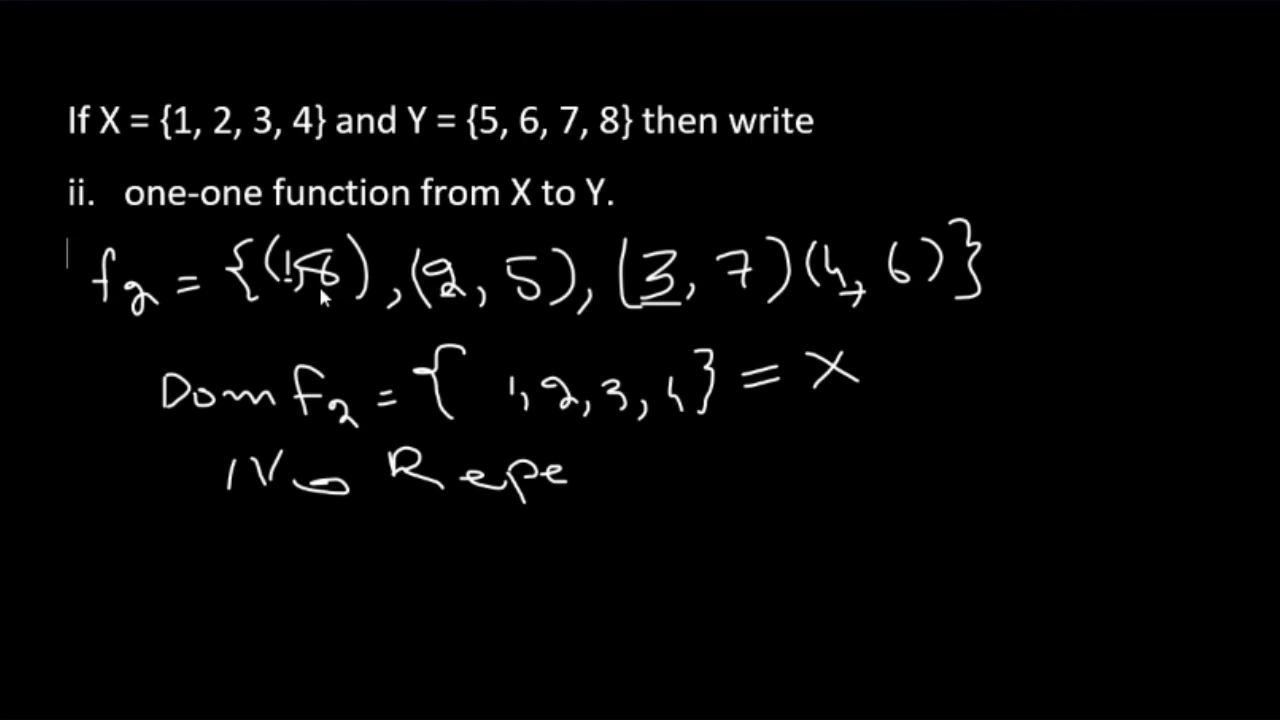 If X = {1, 2, 3, 4} and Y = {5, 6, 7, 8} then write
ii. one-one function from X to Y.
f₂ = {(1,8), (2, 5), (3, 7)(4, 6)}
Dom f₂ = { 1, 2, 3, 4} = X
No Repe